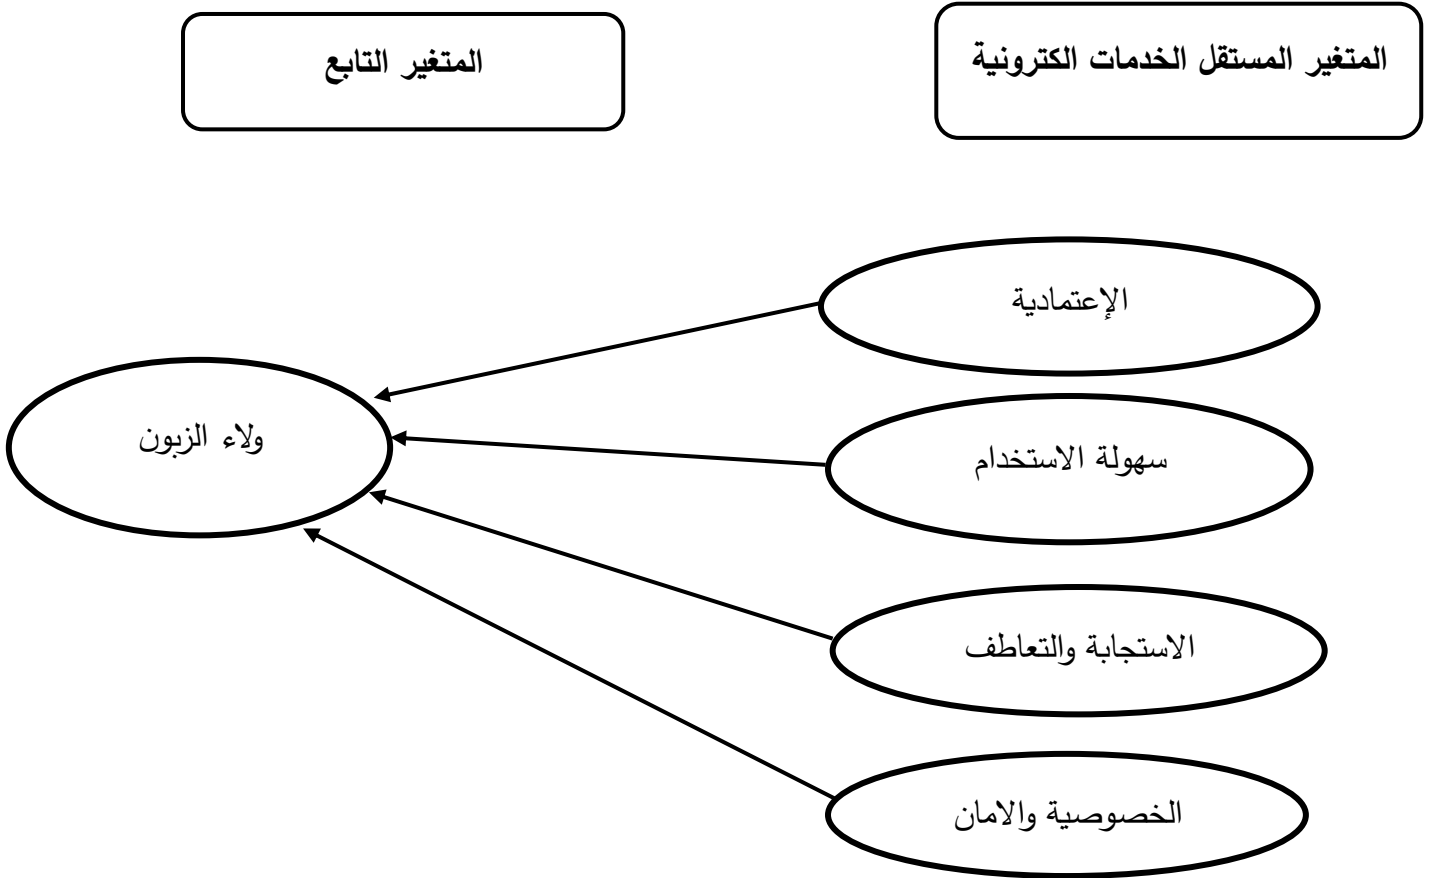 المتغير المستقل الخدمات الكترونية
المتغير التابع
الإعتمادية
سهولة الاستخدام
ولاء الزبون
الاستجابة والتعاطف
الخصوصية والامان